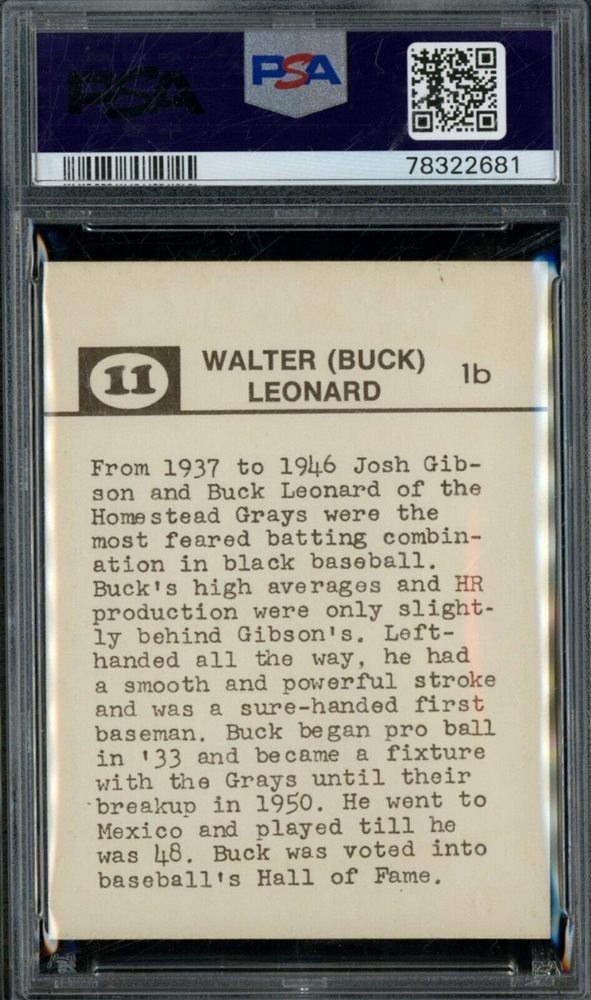 PSA
PSA
78322681
11
WALTER (BUCK)
LEONARD
1b
From 1937 to 1946 Josh Gib-
son and Buck Leonard of the
Homestead Grays were the
most feared batting combin-
ation in black baseball.
Buck's high averages and HR
production were only slight-
ly behind Gibson's. Left-
handed all the way, he had
a smooth and powerful stroke
and was a sure-handed first
baseman. Buck began pro ball
in '33 and became a fixture
with the Grays until their
breakup in 1950. He went to
Mexico and played till he
was 48. Buck was voted into
baseball's Hall of Fame.